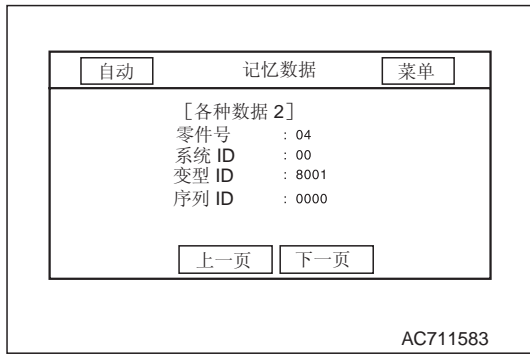 自动 记忆数据 菜单
［各种数据 2］
零件号 : 04
系统 ID : 00
变型 ID : 8001
序列 ID : 0000
上一页 下一页
AC711583